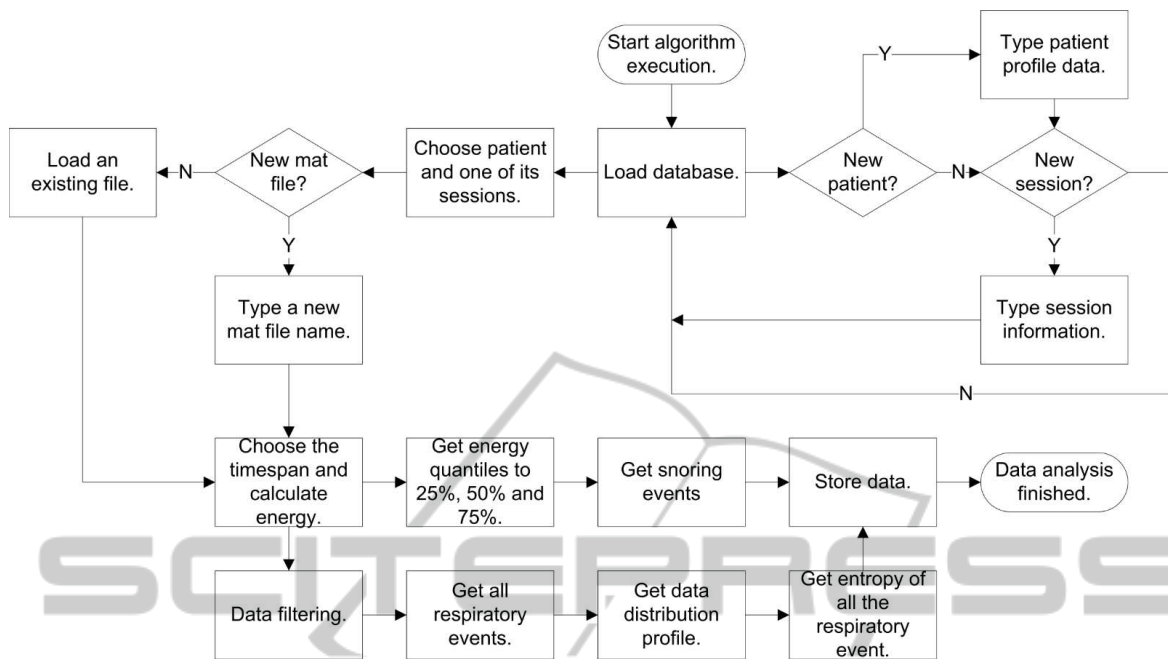 Start algorithm
execution.
Y
Type patient
profile data.
Load an
existing file.
N
New mat
file?
Choose patient
and one of its
sessions.
Load database.
New
patient?
N
New
session?
Y
Y
Type a new
mat file name.
Type session
information.
N
Choose the
timespan and
calculate
energy.
Get energy
quantiles to
25%, 50% and
75%.
Get snoring
events
Store data.
Data analysis
finished.
SCITEPRESS
Data filtering.
Get all
respiratory
events.
Get data
distribution
profile.
Get entropy of
all the
respiratory
event.